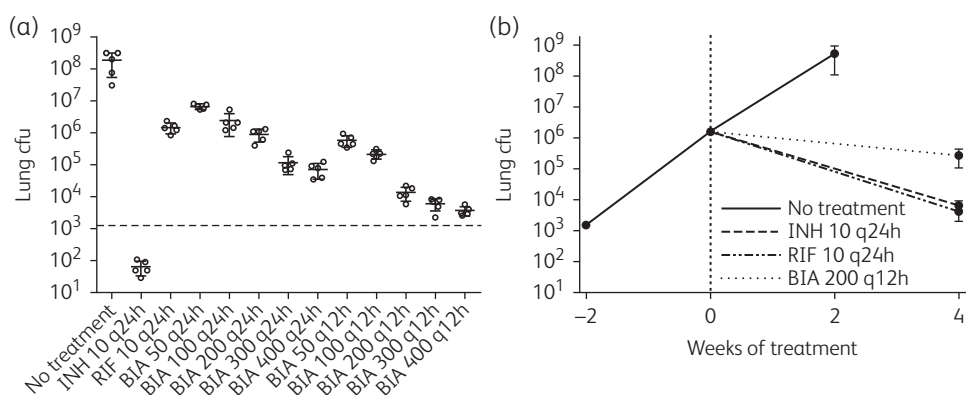 (a)
Lung cfu
10⁹
10⁸
10⁷
10⁶
10⁵
10⁴
10³
10²
10¹
No treatment
INH 10 q24h
RIF 10 q24h
BIA 50 q24h
BIA 100 q24h
BIA 200 q24h
BIA 300 q24h
BIA 400 q24h
BIA 50 q12h
BIA 100 q12h
BIA 200 q12h
BIA 300 q12h
BIA 400 q12h
(b)
Lung cfu
10⁹
10⁸
10⁷
10⁶
10⁵
10⁴
10³
10²
10¹
No treatment
INH 10 q24h
RIF 10 q24h
BIA 200 q12h
−2
0
2
4
Weeks of treatment